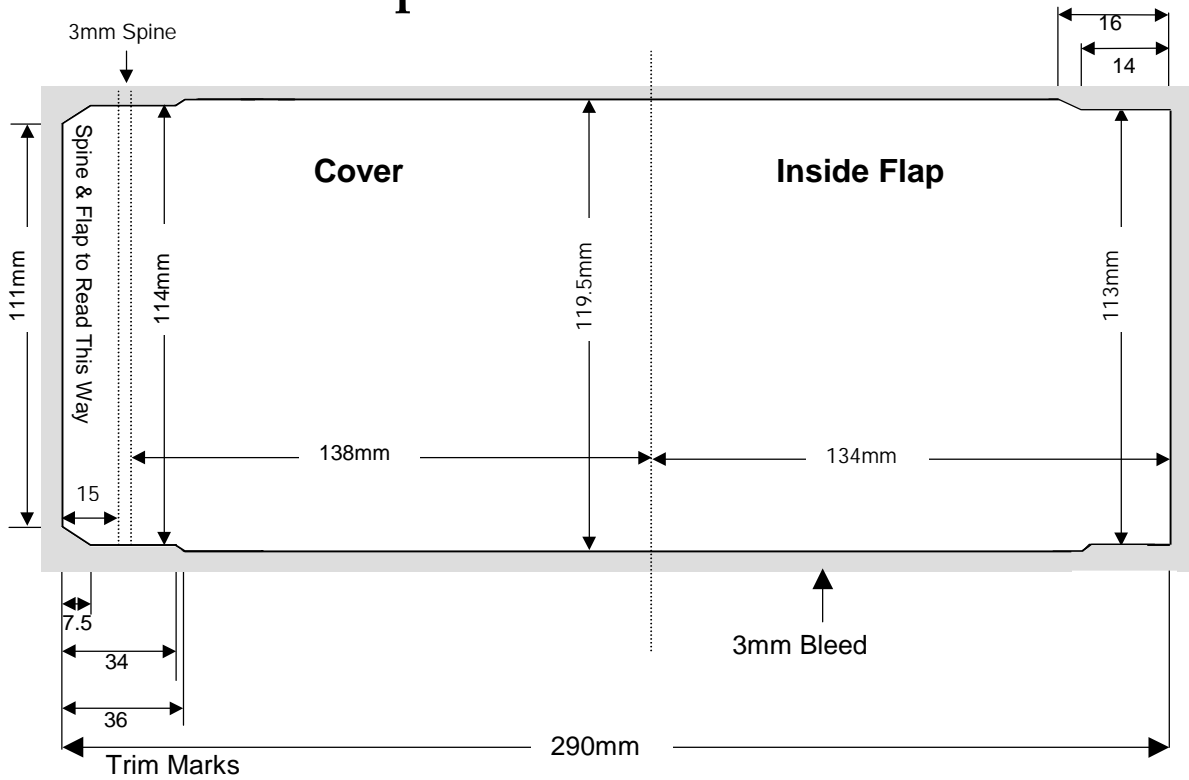 3mm Spine
16
14
Cover
Inside Flap
Spine & Flap to Read This Way
111mm
114mm
119.5mm
113mm
138mm
134mm
15
7.5
34
36
3mm Bleed
290mm
Trim Marks